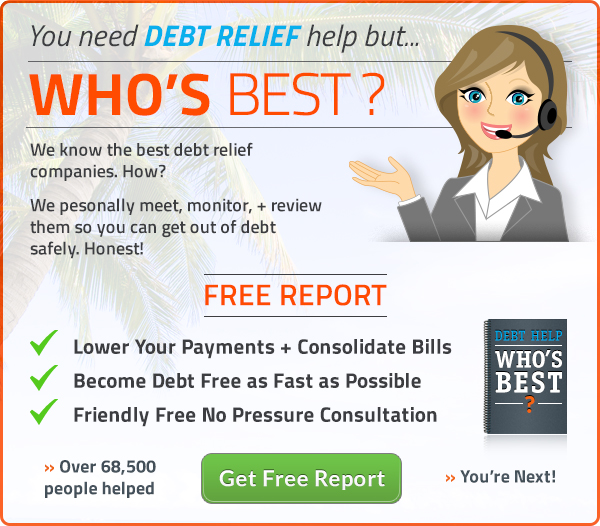 You need DEBT RELIEF help but...
WHO'S BEST?
We know the best debt relief
companies. How?
We pesonally meet, monitor, + review
them so you can get out of debt
safely. Honest!
FREE REPORT
Lower Your Payments + Consolidate Bills
Become Debt Free as Fast as Possible
Friendly Free No Pressure Consultation
DEBT HELP
WHO'S
BEST
?
» Over 68,500
people helped
Get Free Report
» You're Next!